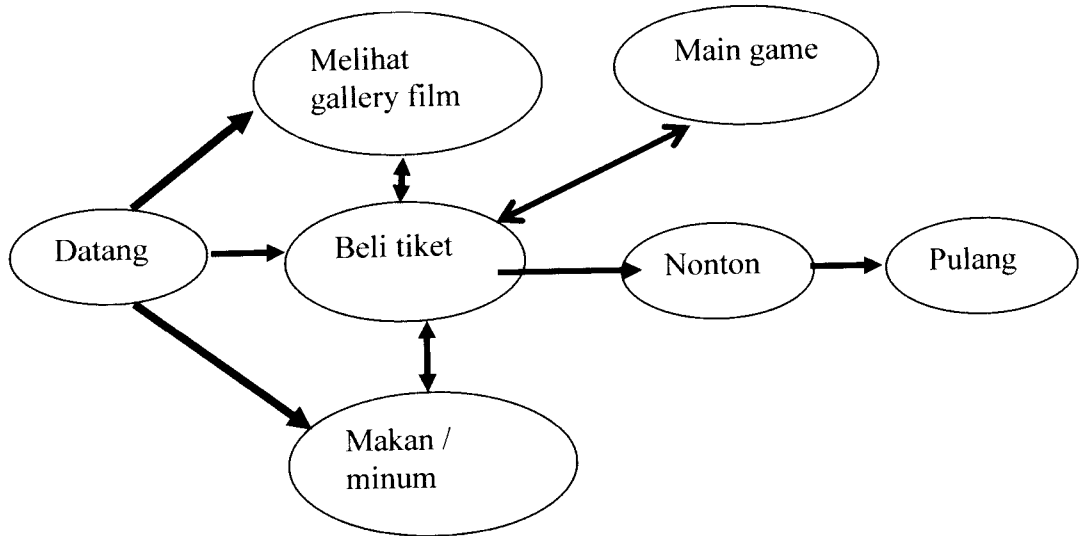 Melihat
gallery film
Main game
Datang
Beli tiket
Nonton
Pulang
Makan /
minum